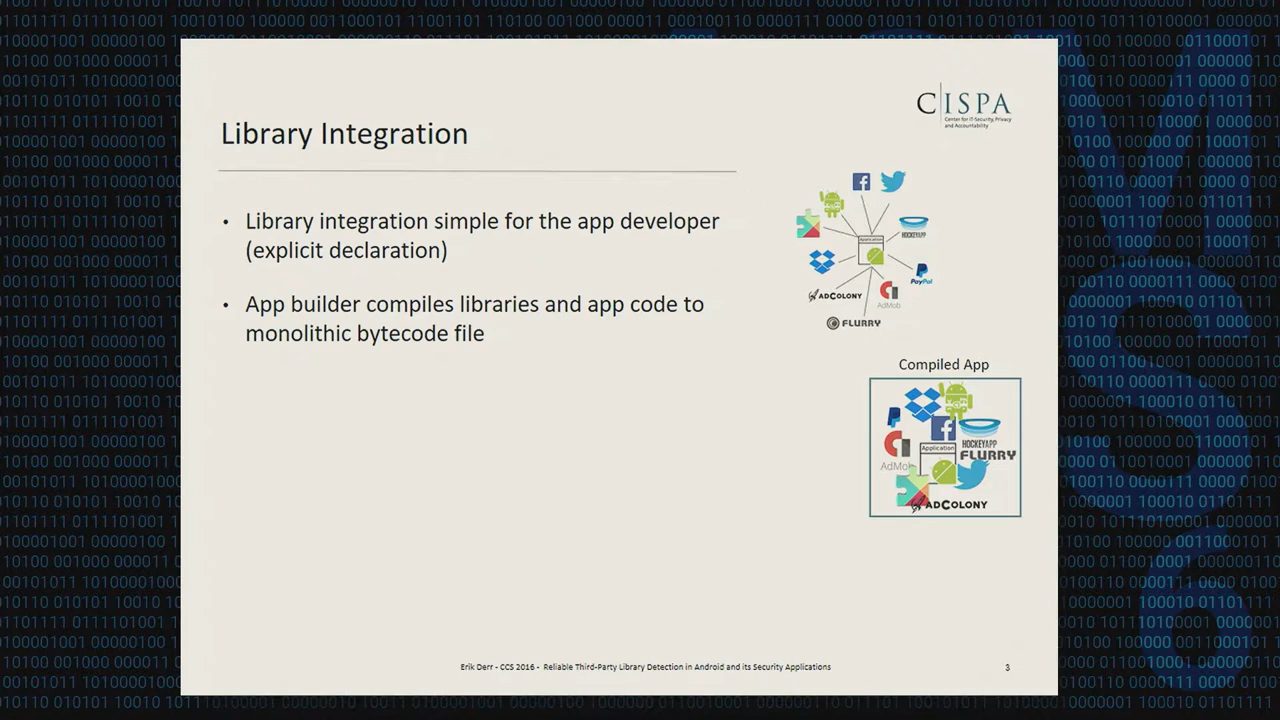 CISPA
Center for IT-Security, Privacy
and Accountability
Library Integration
• Library integration simple for the app developer
(explicit declaration)
• App builder compiles libraries and app code to
monolithic bytecode file
Application
HOCKEYAPP
PayPal
ADCOLONY
AdMob
FLURRY
Compiled App
HOCKEYAPP
Application
FLURRY
AdMob
ADCOLONY
Erik Derr - CCS 2016 - Reliable Third-Party Library Detection in Android and its Security Applications
3